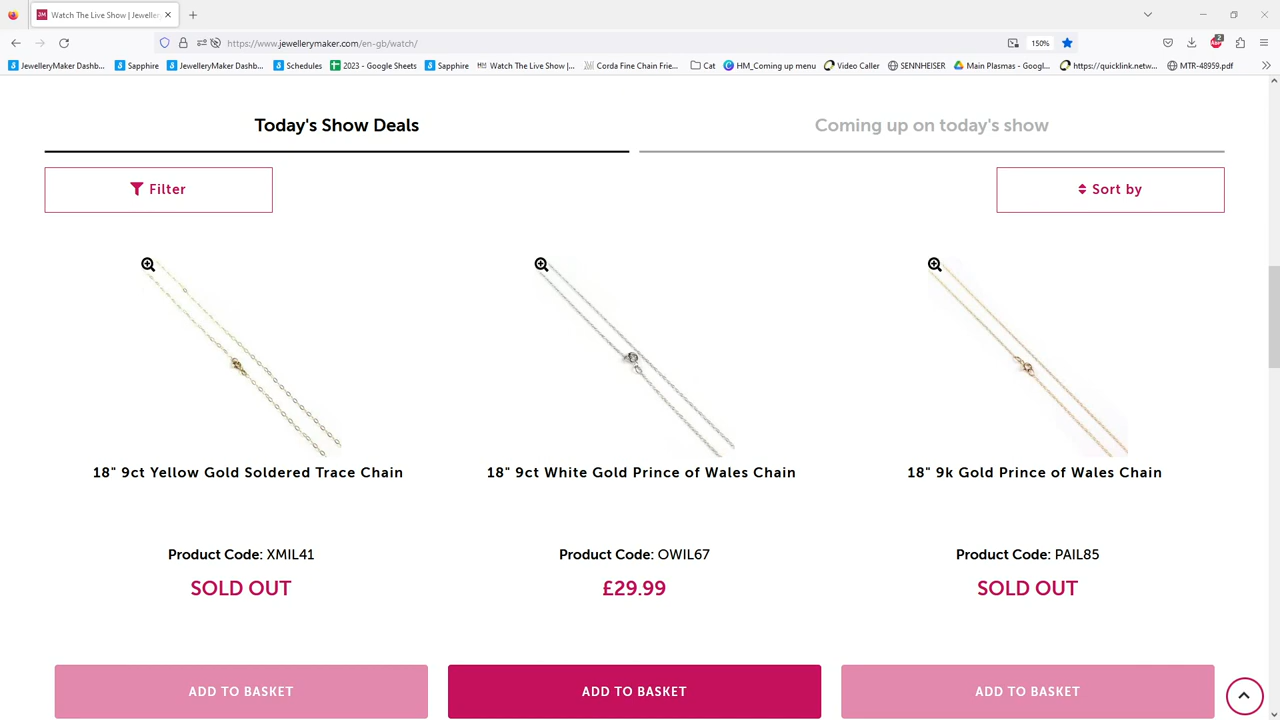 JM Watch The Live Show | Jeweller
https://www.jewellerymaker.com/en-gb/watch/
150%
2
JewelleryMaker Dashb...
Sapphire
JewelleryMaker Dashb...
Schedules
2023 - Google Sheets
Sapphire
Watch The Live Show |...
Corda Fine Chain Frie...
Cat
HM_Coming up menu
Video Caller
SENNHEISER
Main Plasmas - Googl...
https://quicklink.netw...
MTR-48959.pdf
Today's Show Deals
Coming up on today's show
Filter
Sort by
18" 9ct Yellow Gold Soldered Trace Chain
18" 9ct White Gold Prince of Wales Chain
18" 9k Gold Prince of Wales Chain
Product Code: XMIL41
Product Code: OWIL67
Product Code: PAIL85
SOLD OUT
£29.99
SOLD OUT
ADD TO BASKET
ADD TO BASKET
ADD TO BASKET